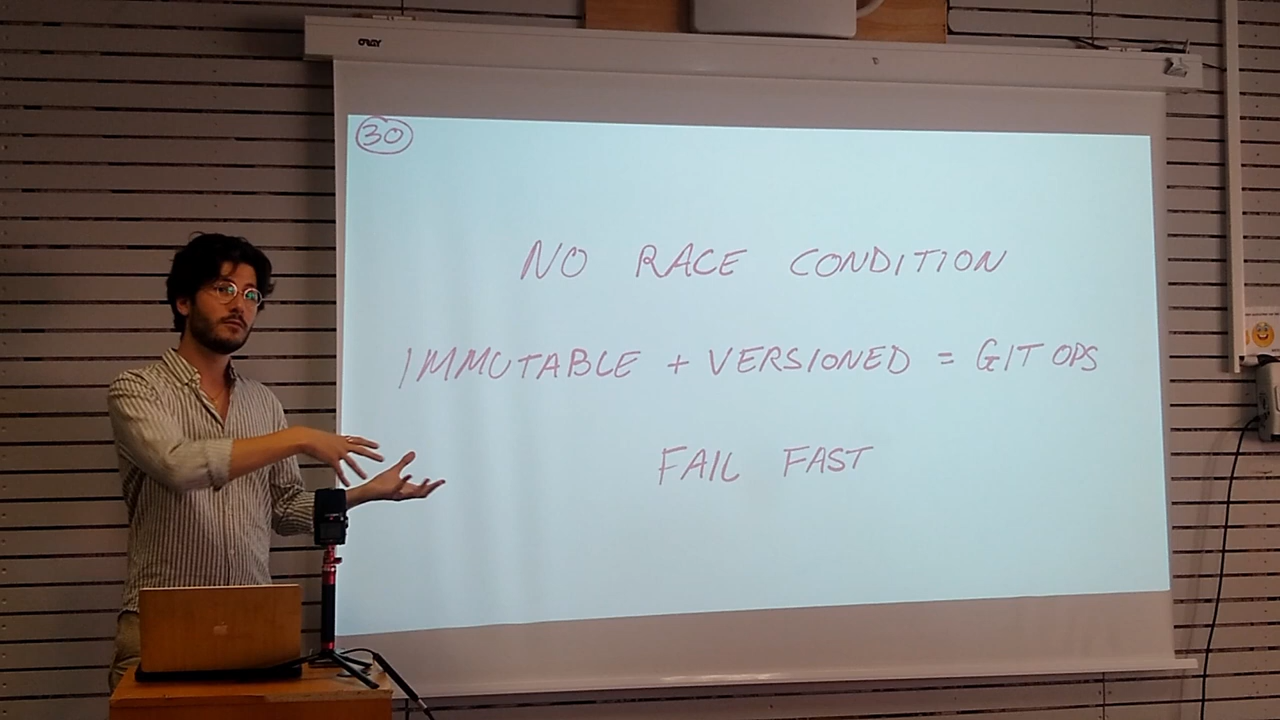 30
NO RACE CONDITION
IMMUTABLE + VERSIONED = GIT OPS
FAIL FAST